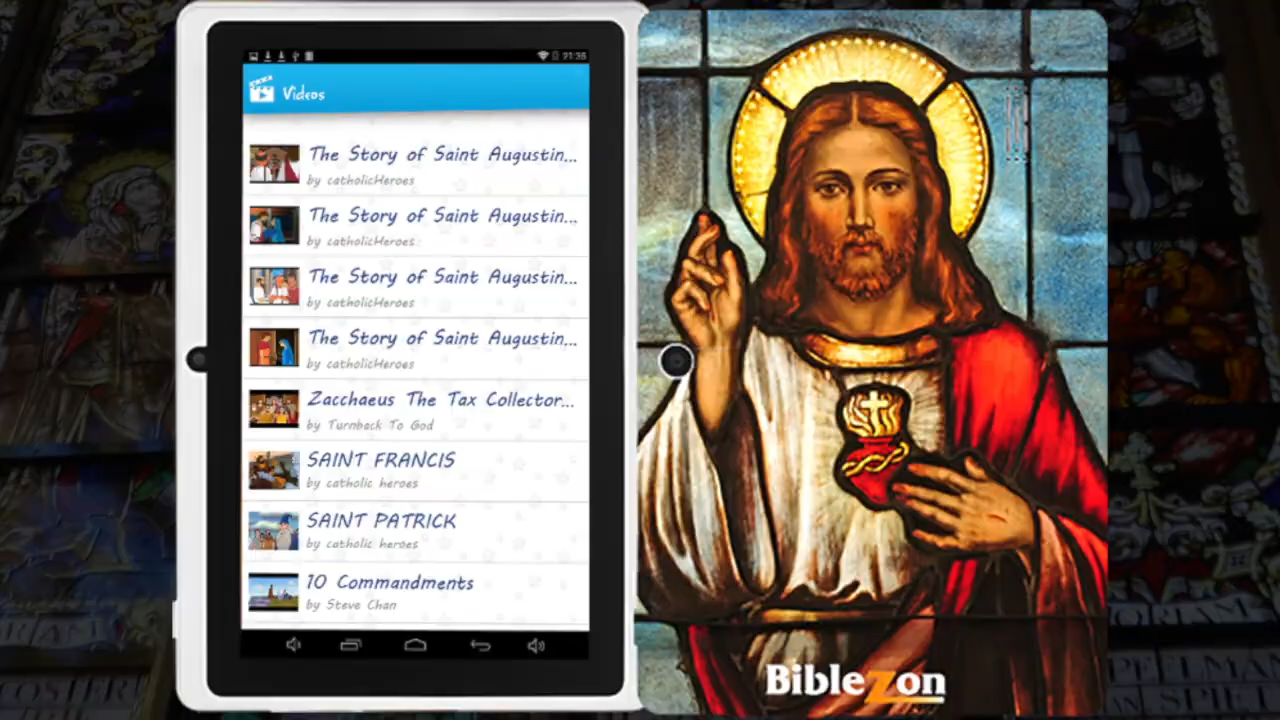 21:35
Videos
The Story of Saint Augustin...
by catholicHeroes
The Story of Saint Augustin...
by catholicHeroes
The Story of Saint Augustin...
by catholicHeroes
The Story of Saint Augustin...
by catholicHeroes
Zacchaeus The Tax Collector...
by Turnback To God
SAINT FRANCIS
by catholic heroes
SAINT PATRICK
by catholic heroes
10 Commandments
by Steve Chan
BibleZon